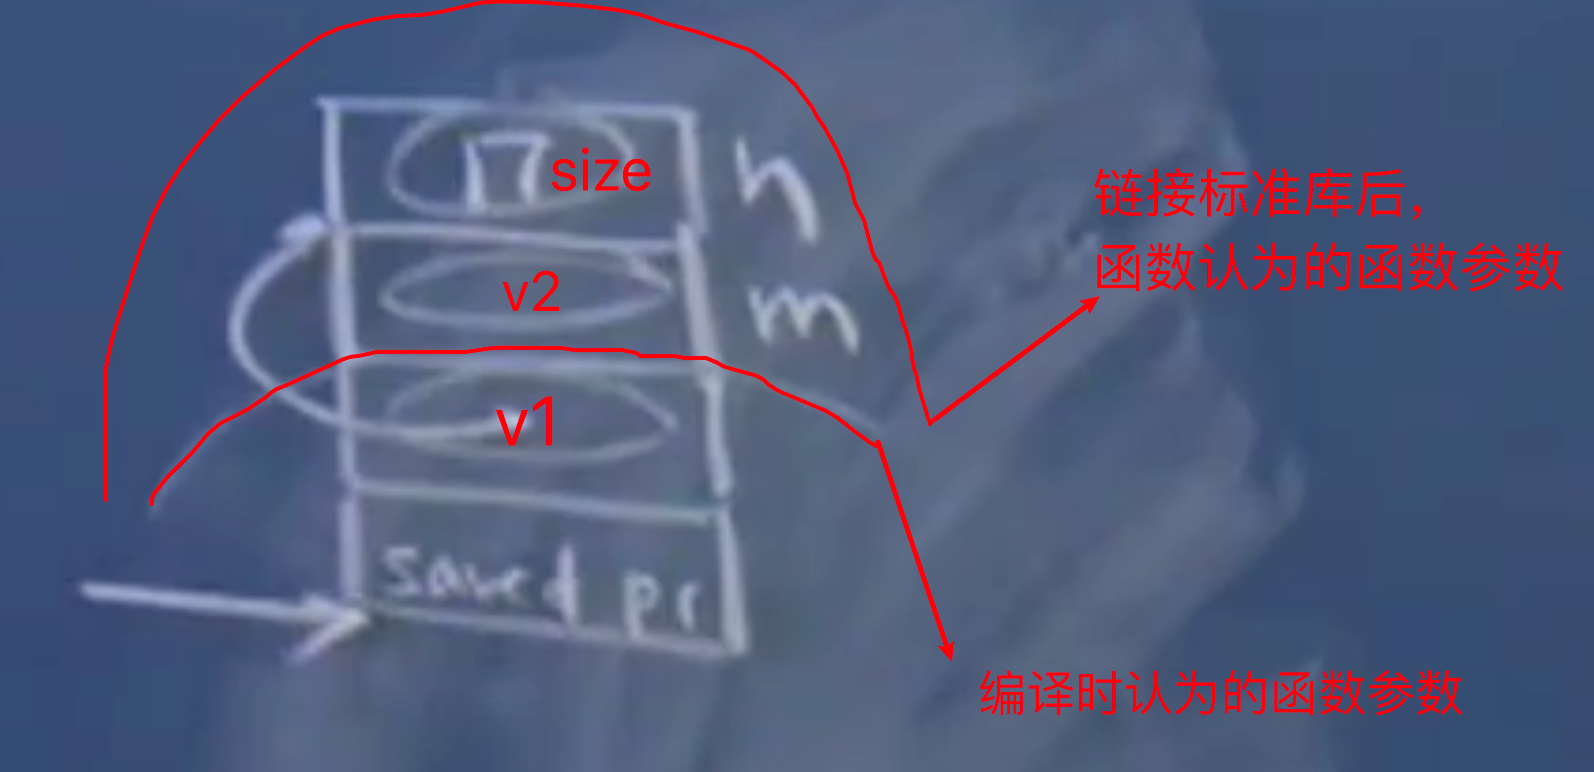 17 size n
v2 m
v1
saved pc
链接标准库后，
函数认为的函数参数
编译时认为的函数参数